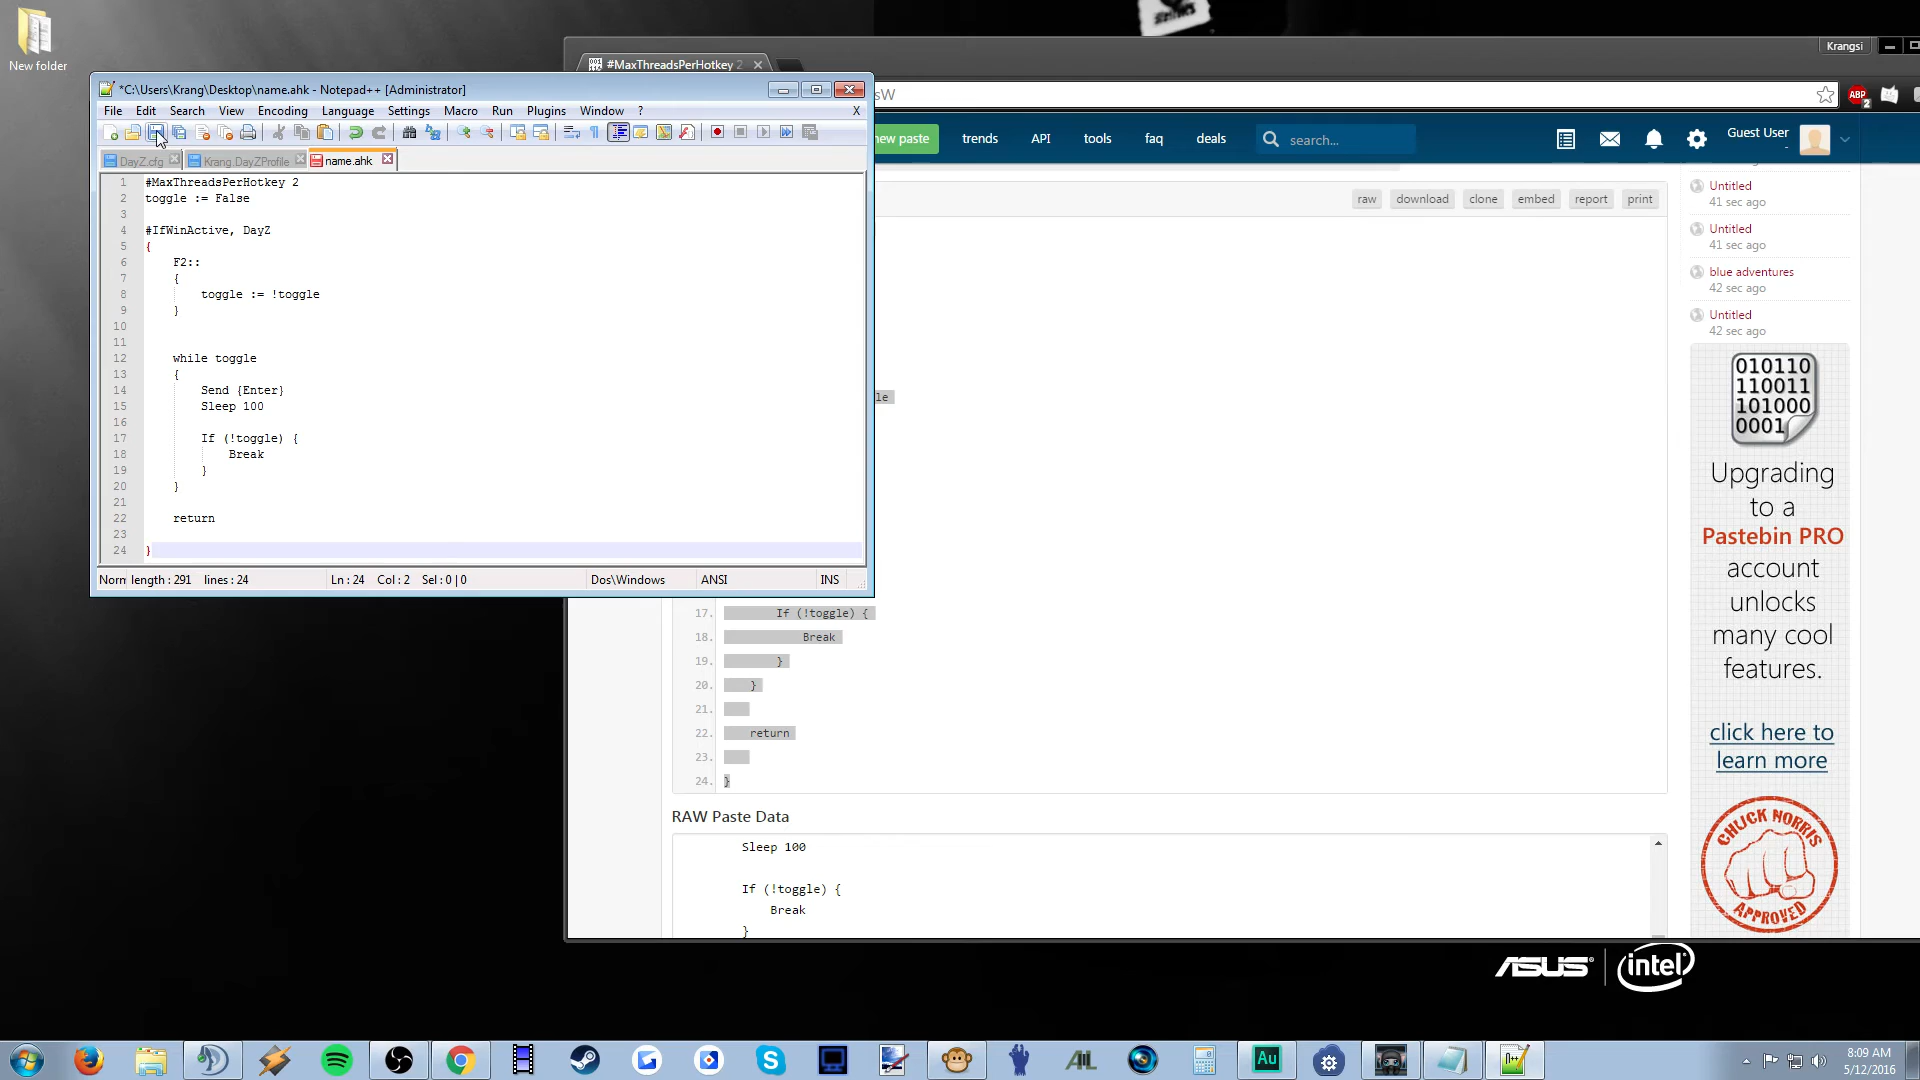 New folder
*C:\Users\Krang\Desktop\name.ahk - Notepad++ [Administrator]
File Edit Search View Encoding Language Settings Macro Run Plugins Window ? X
DayZ.cfg Krang.DayZProfile name.ahk
1 #MaxThreadsPerHotkey 2
2 toggle := False
3
4 #IfWinActive, DayZ
5 {
6 F2::
7 {
8 toggle := !toggle
9 }
10
11
12 while toggle
13 {
14 Send {Enter}
15 Sleep 100
16
17 If (!toggle) {
18 Break
19 }
20 }
21
22 return
23
24 }
Norn length : 291 lines : 24 Ln : 24 Col : 2 Sel : 0 | 0 Dos\Windows ANSI INS
Krangsi
#MaxThreadsPerHotkey 2
sW
ABP
2
new paste trends API tools faq deals search... Guest User
-
raw download clone embed report print
Untitled
41 sec ago
Untitled
41 sec ago
blue adventures
42 sec ago
Untitled
42 sec ago
le
17. If (!toggle) {
18. Break
19. }
20. }
21.
22. return
23.
24. }
RAW Paste Data
Sleep 100
If (!toggle) {
Break
}
010110
110011
101000
0001
Upgrading
to a
Pastebin PRO
account
unlocks
many cool
features.
click here to
learn more
CHUCK NORRIS
APPROVED
ASUS
intel
Au
8:09 AM
5/12/2016